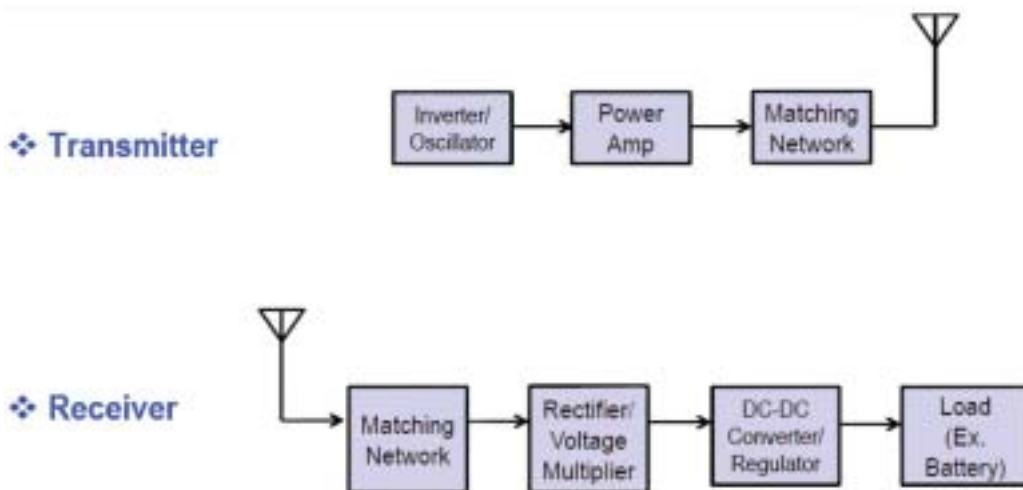 Transmitter
Inverter/
Oscillator
Power
Amp
Matching
Network
Receiver
Matching
Network
Rectifier/
Voltage
Multiplier
DC-DC
Converter/
Regulator
Load
(Ex.
Battery)